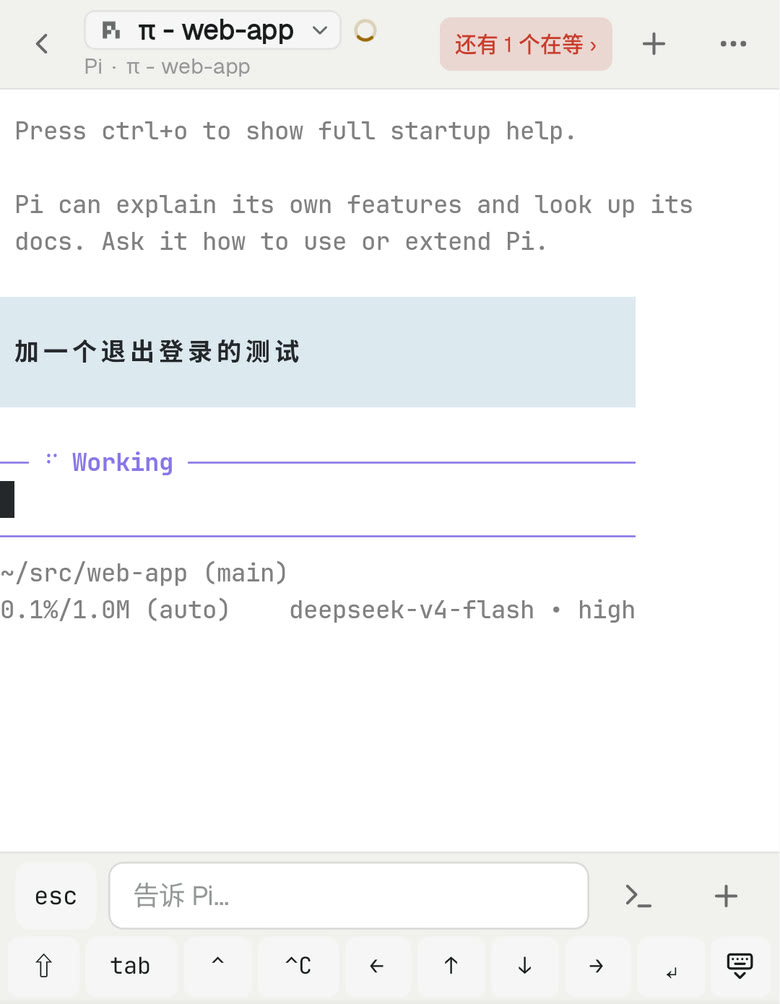 π - web-app
Pi · π - web-app
还有 1 个在等 ›
Press ctrl+o to show full startup help.
Pi can explain its own features and look up its
docs. Ask it how to use or extend Pi.
加一个退出登录的测试
Working
~/src/web-app (main)
0.1%/1.0M (auto) deepseek-v4-flash • high
esc
告诉 Pi...
⇧ tab ^ ^C ← ↑ ↓ → ↵